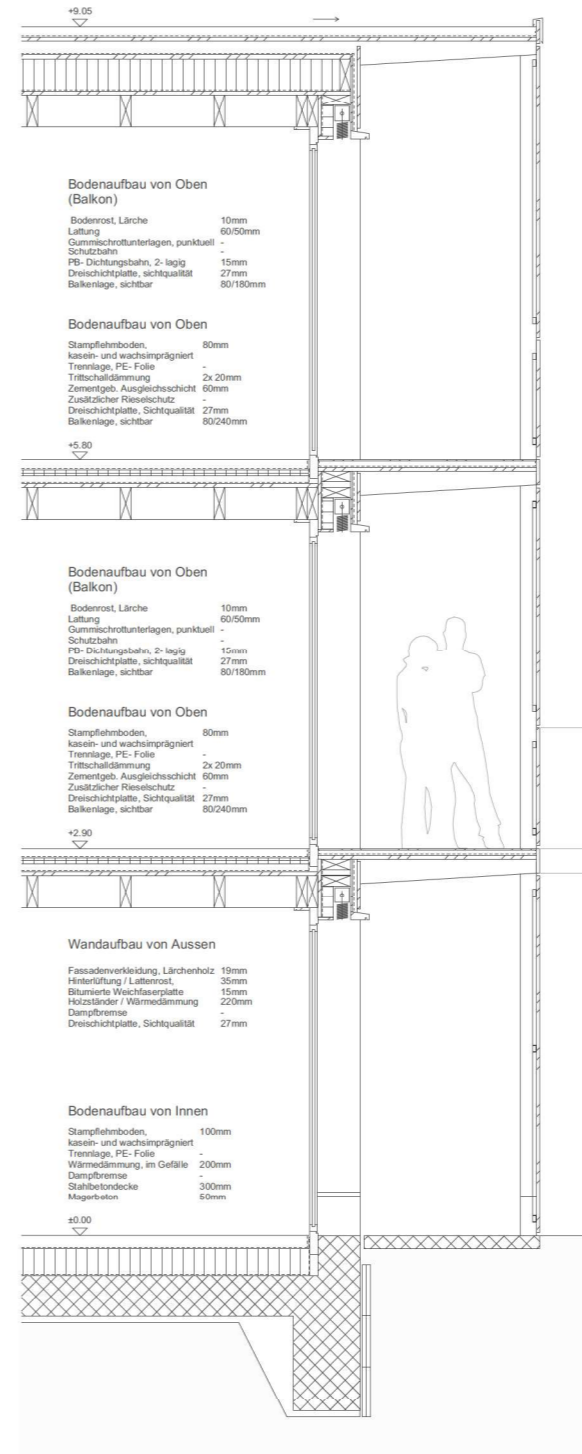 +9.05
Bodenaufbau von Oben
(Balkon)
Bodenrost, Lärche 10mm
Lattung 60/50mm
Gummischrottunterlagen, punktuell -
Schutzbahn -
PB- Dichtungsbahn, 2- lagig 15mm
Dreischichtplatte, sichtqualität 27mm
Balkenlage, sichtbar 80/180mm
Bodenaufbau von Oben
Stampflehmboden, 80mm
kasein- und wachsimprägniert
Trennlage, PE- Folie -
Trittschalldämmung 2x 20mm
Zementgeb. Ausgleichsschicht 60mm
Zusätzlicher Rieselschutz -
Dreischichtplatte, Sichtqualität 27mm
Balkenlage, sichtbar 80/240mm
+5.80
Bodenaufbau von Oben
(Balkon)
Bodenrost, Lärche 10mm
Lattung 60/50mm
Gummischrottunterlagen, punktuell -
Schutzbahn -
PB- Dichtungsbahn, 2- lagig 15mm
Dreischichtplatte, sichtqualität 27mm
Balkenlage, sichtbar 80/180mm
Bodenaufbau von Oben
Stampflehmboden, 80mm
kasein- und wachsimprägniert
Trennlage, PE- Folie -
Trittschalldämmung 2x 20mm
Zementgeb. Ausgleichsschicht 60mm
Zusätzlicher Rieselschutz -
Dreischichtplatte, Sichtqualität 27mm
Balkenlage, sichtbar 80/240mm
+2.90
Wandaufbau von Aussen
Fassadenverkleidung, Lärchenholz 19mm
Hinterlüftung / Lattenrost, 35mm
Bitumierte Weichfaserplatte 15mm
Holzständer / Wärmedämmung 220mm
Dampfbremse -
Dreischichtplatte, Sichtqualität 27mm
Bodenaufbau von Innen
Stampflehmboden, 100mm
kasein- und wachsimprägniert
Trennlage, PE- Folie -
Wärmedämmung, im Gefälle 200mm
Dampfbremse -
Stahlbetondecke 300mm
Magerbeton 50mm
±0.00